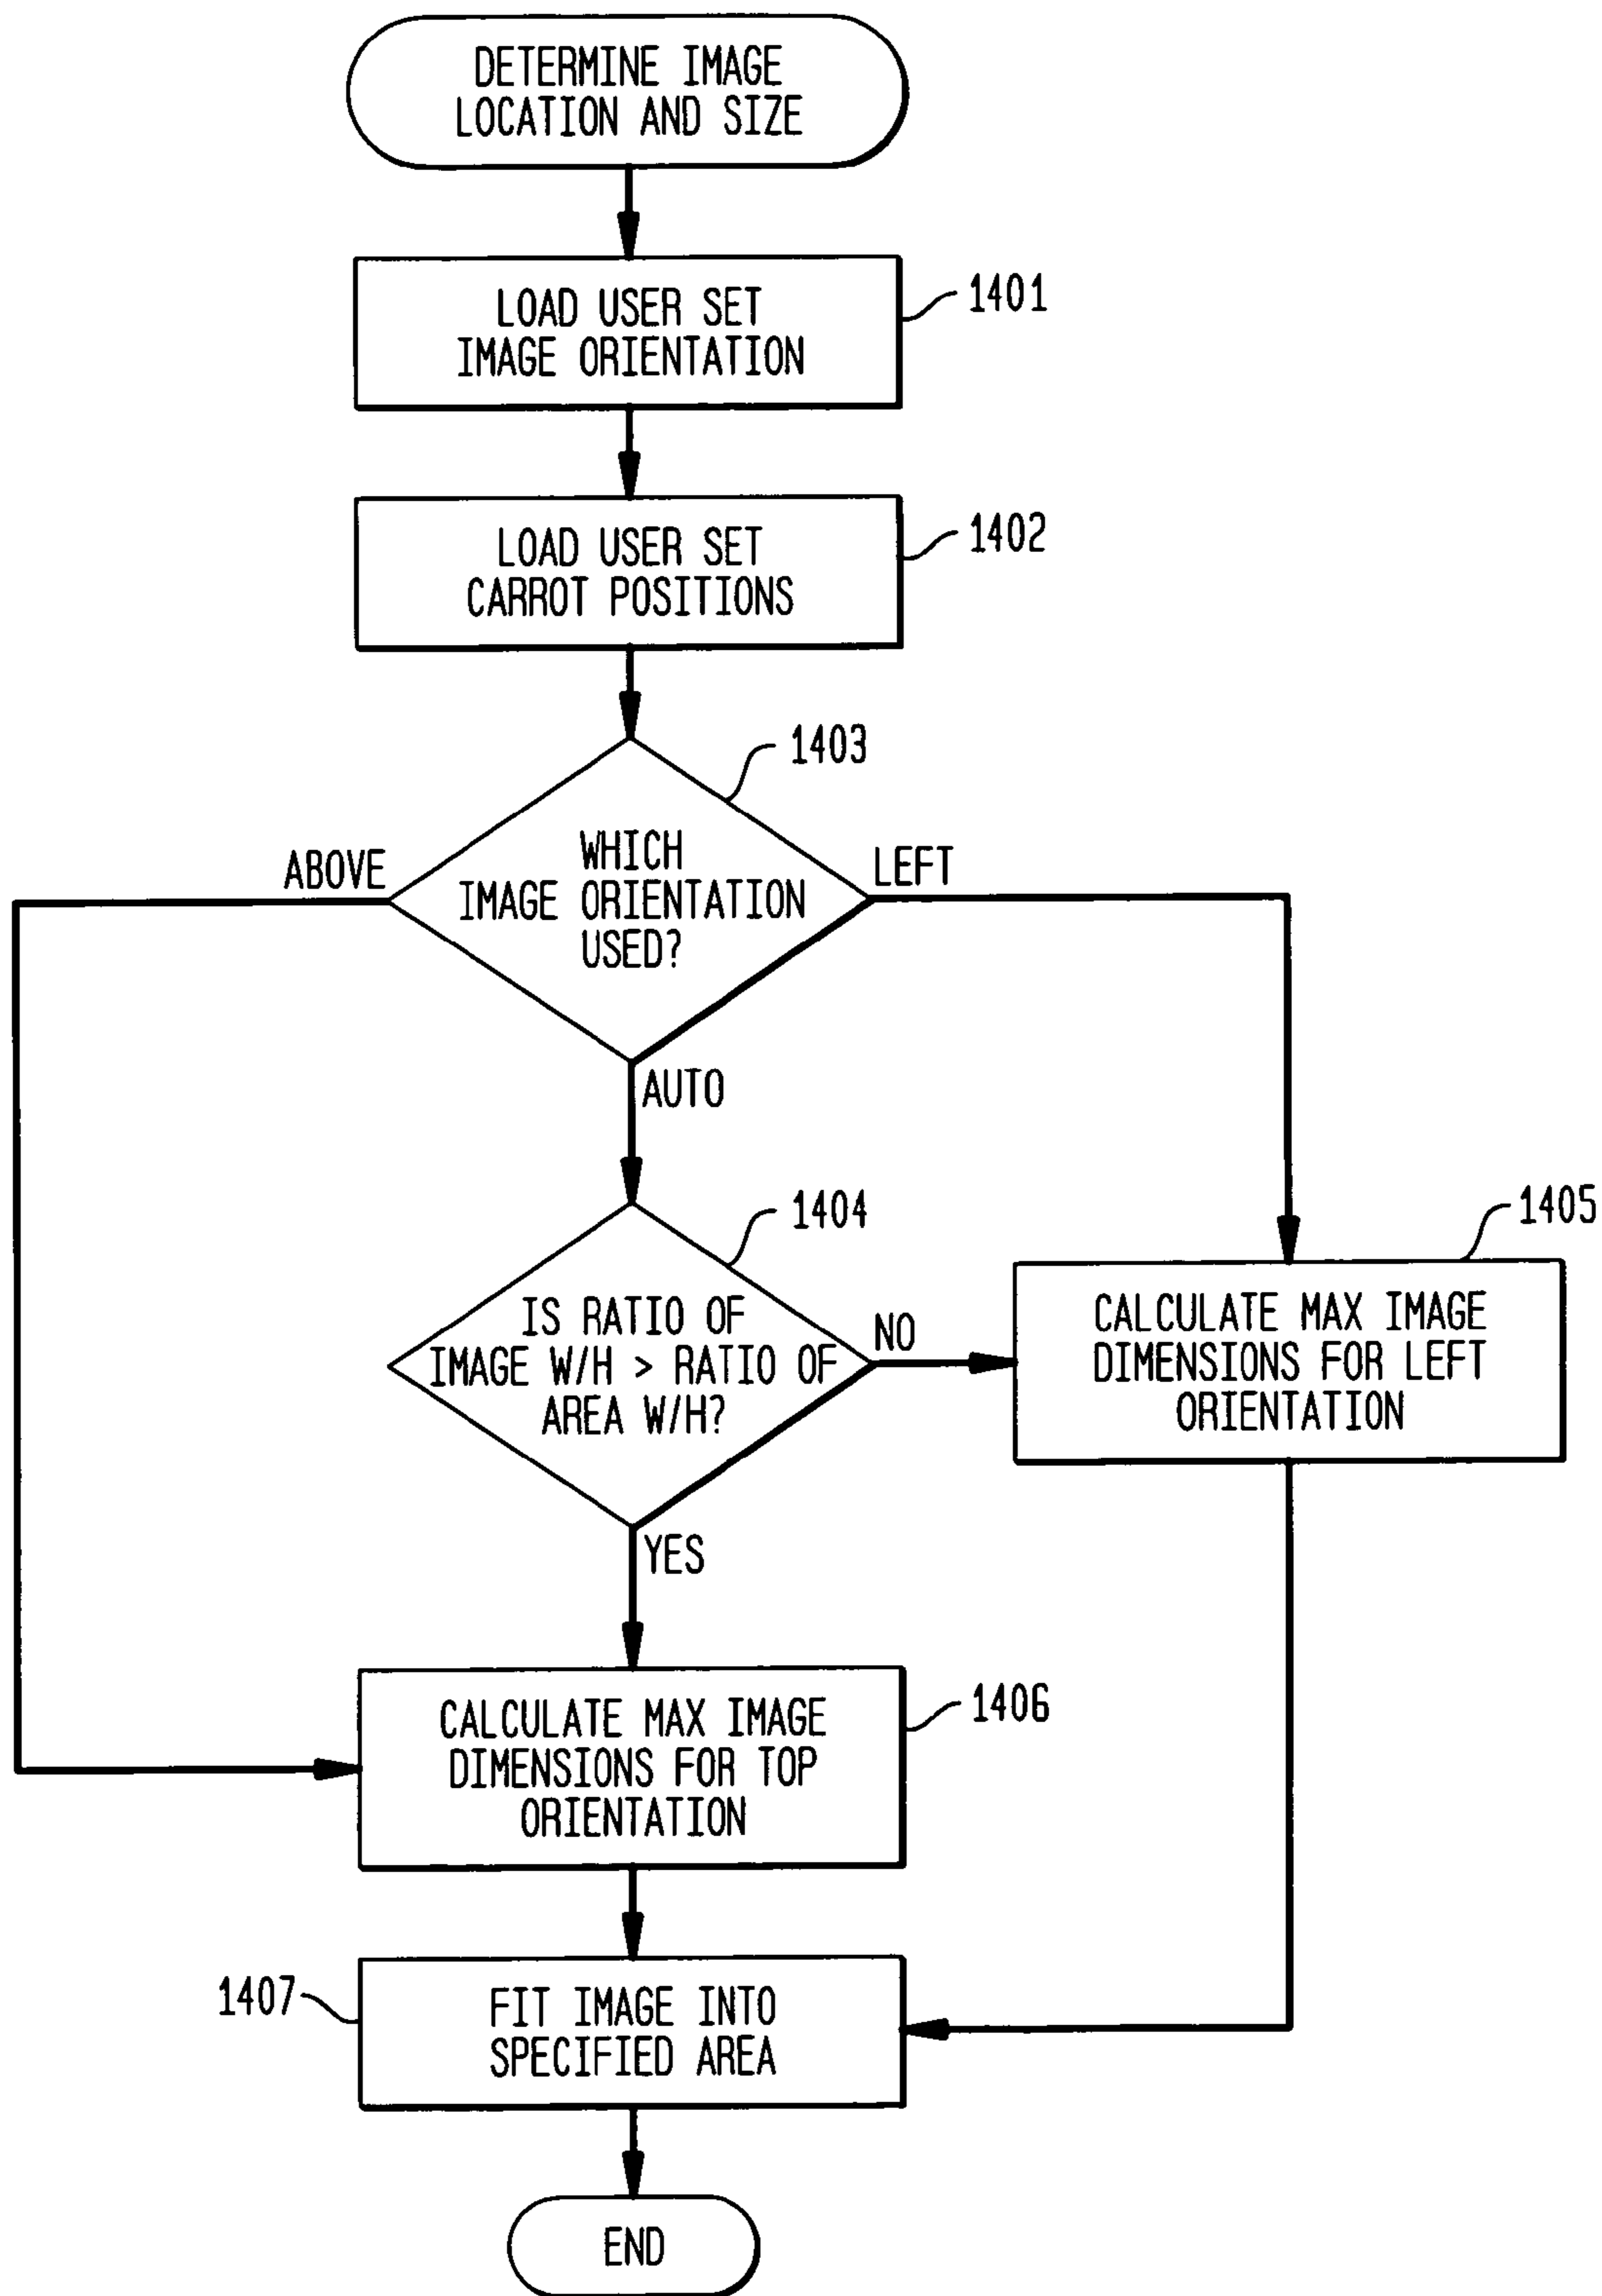 DETERMINE IMAGE
LOCATION AND SIZE
LOAD USER SET
IMAGE ORIENTATION
1401
LOAD USER SET
CARROT POSITIONS
1402
1403
WHICH
IMAGE ORIENTATION
USED?
ABOVE
LEFT
AUTO
1404
IS RATIO OF
IMAGE W/H > RATIO OF
AREA W/H?
NO
YES
1405
CALCULATE MAX IMAGE
DIMENSIONS FOR LEFT
ORIENTATION
CALCULATE MAX IMAGE
DIMENSIONS FOR TOP
ORIENTATION
1406
1407
FIT IMAGE INTO
SPECIFIED AREA
END